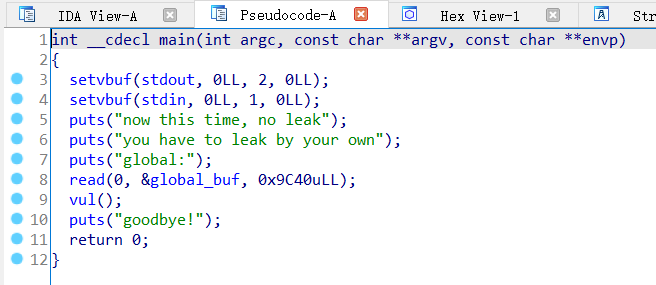 IDA View-A Pseudocode-A Hex View-1 A Str
1 int __cdecl main(int argc, const char **argv, const char **envp)
2 {
3 setvbuf(stdout, 0LL, 2, 0LL);
4 setvbuf(stdin, 0LL, 1, 0LL);
5 puts("now this time, no leak");
6 puts("you have to leak by your own");
7 puts("global:");
8 read(0, &global_buf, 0x9C40uLL);
9 vul();
10 puts("goodbye!");
11 return 0;
12 }